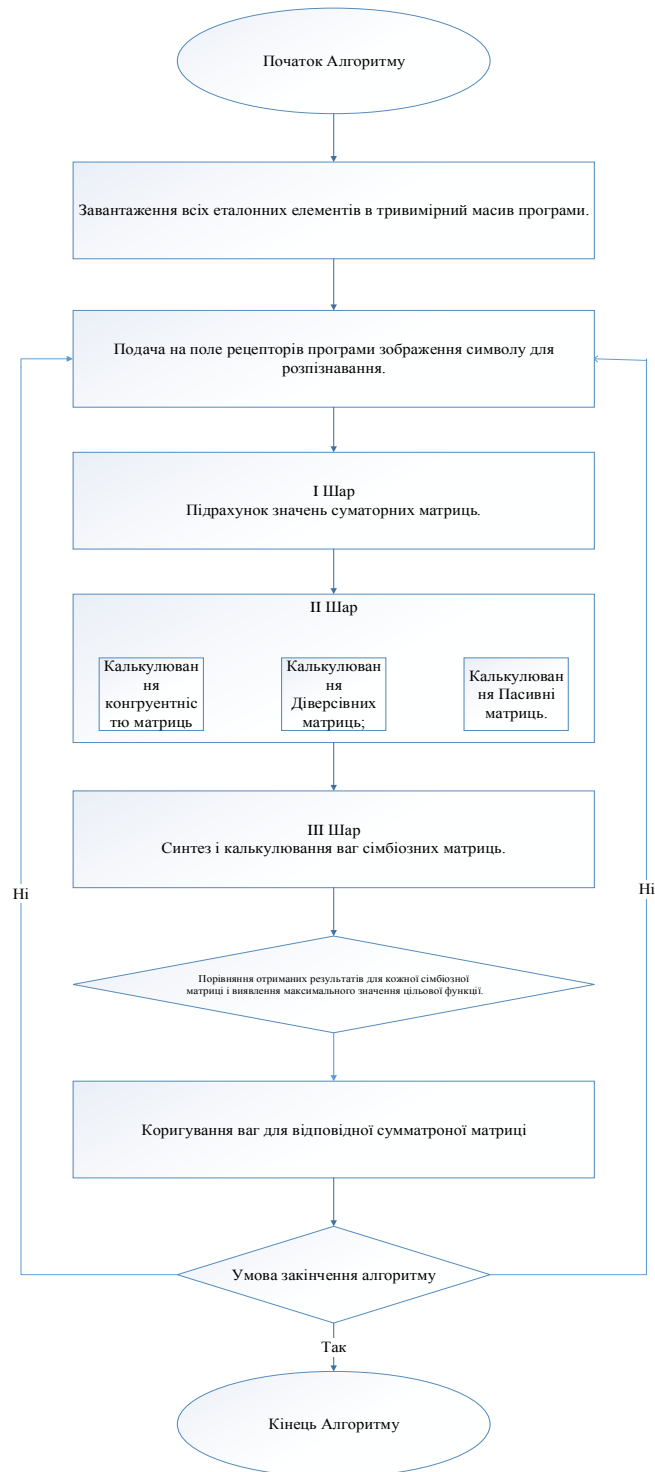 Початок Алгоритму
Завантаження всіх еталонних елементів в тривимірний масив програми.
Подача на поле рецепторів програми зображення символу для
розпізнавання.
І Шар
Підрахунок значень суматорних матриць.
ІІ Шар
Калькулюван
ня
конгруентніс
тю матриць
Калькулюван
ня
Діверсівних
матриць;
Калькулюван
ня Пасивні
матриць.
ІІІ Шар
Синтез і калькулювання ваг сімбіозних матриць.
Ні
Ні
Порівняння отриманих результатів для кожної сімбіозної
матриці і виявлення максимального значення цільової функції.
Коригування ваг для відповідної сумматроної матриці
Умова закінчення алгоритму
Так
Кінець Алгоритму